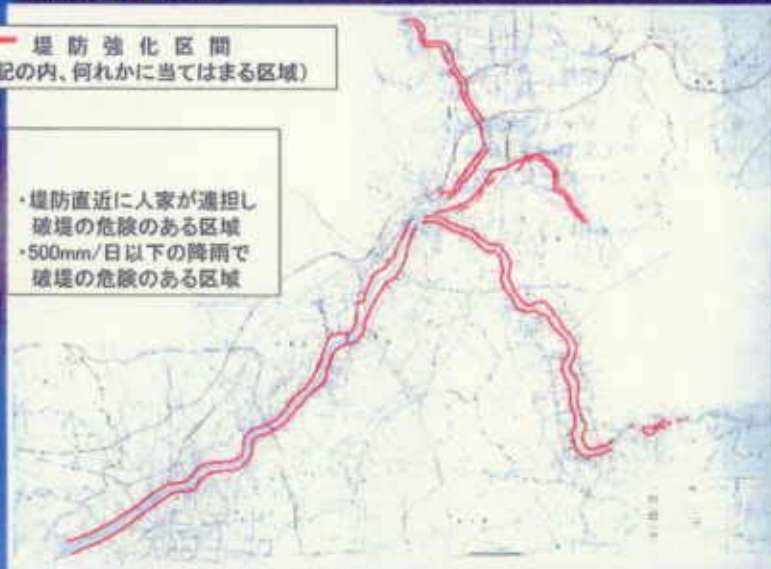 堤防強化区間
記の内、何れかに当てはまる区域)
・堤防直近に人家が連担し
破堤の危険のある区域
・500mm/日以下の降雨で
破堤の危険のある区域